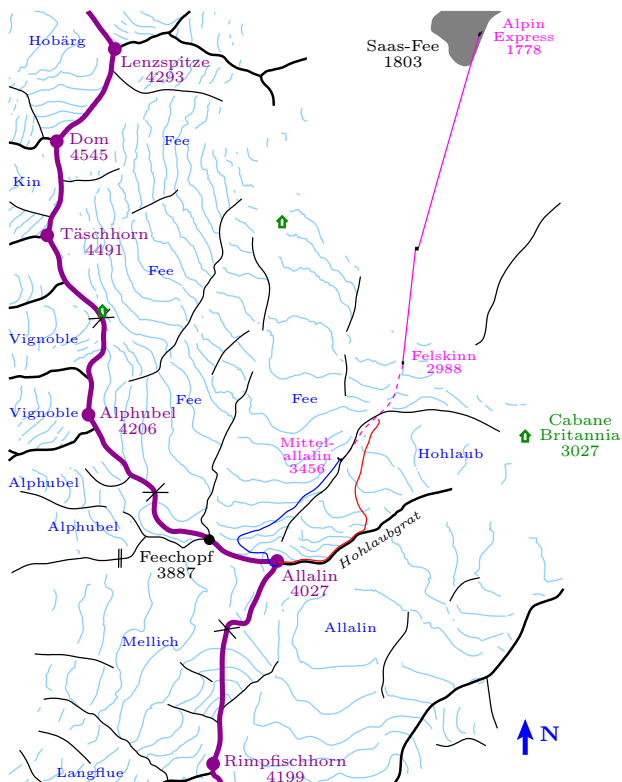 Alpin
Express
1778
Saas-Fee
1803
Hobärg
Lenzspitze
4293
Dom
4545
Fee
Kin
Täschhorn
4491
Fee
Vignoble
Felskinn
2988
Vignoble
Alphubel
4206
Fee
Mittel-
allalin
3456
Hohlaub
Cabane
Britannia
3027
Alphubel
Alphubel
Hohlaubgrat
Feechopf
3887
Allalin
4027
Mellich
Allalin
N
Rimpfischhorn
4199
Langflue